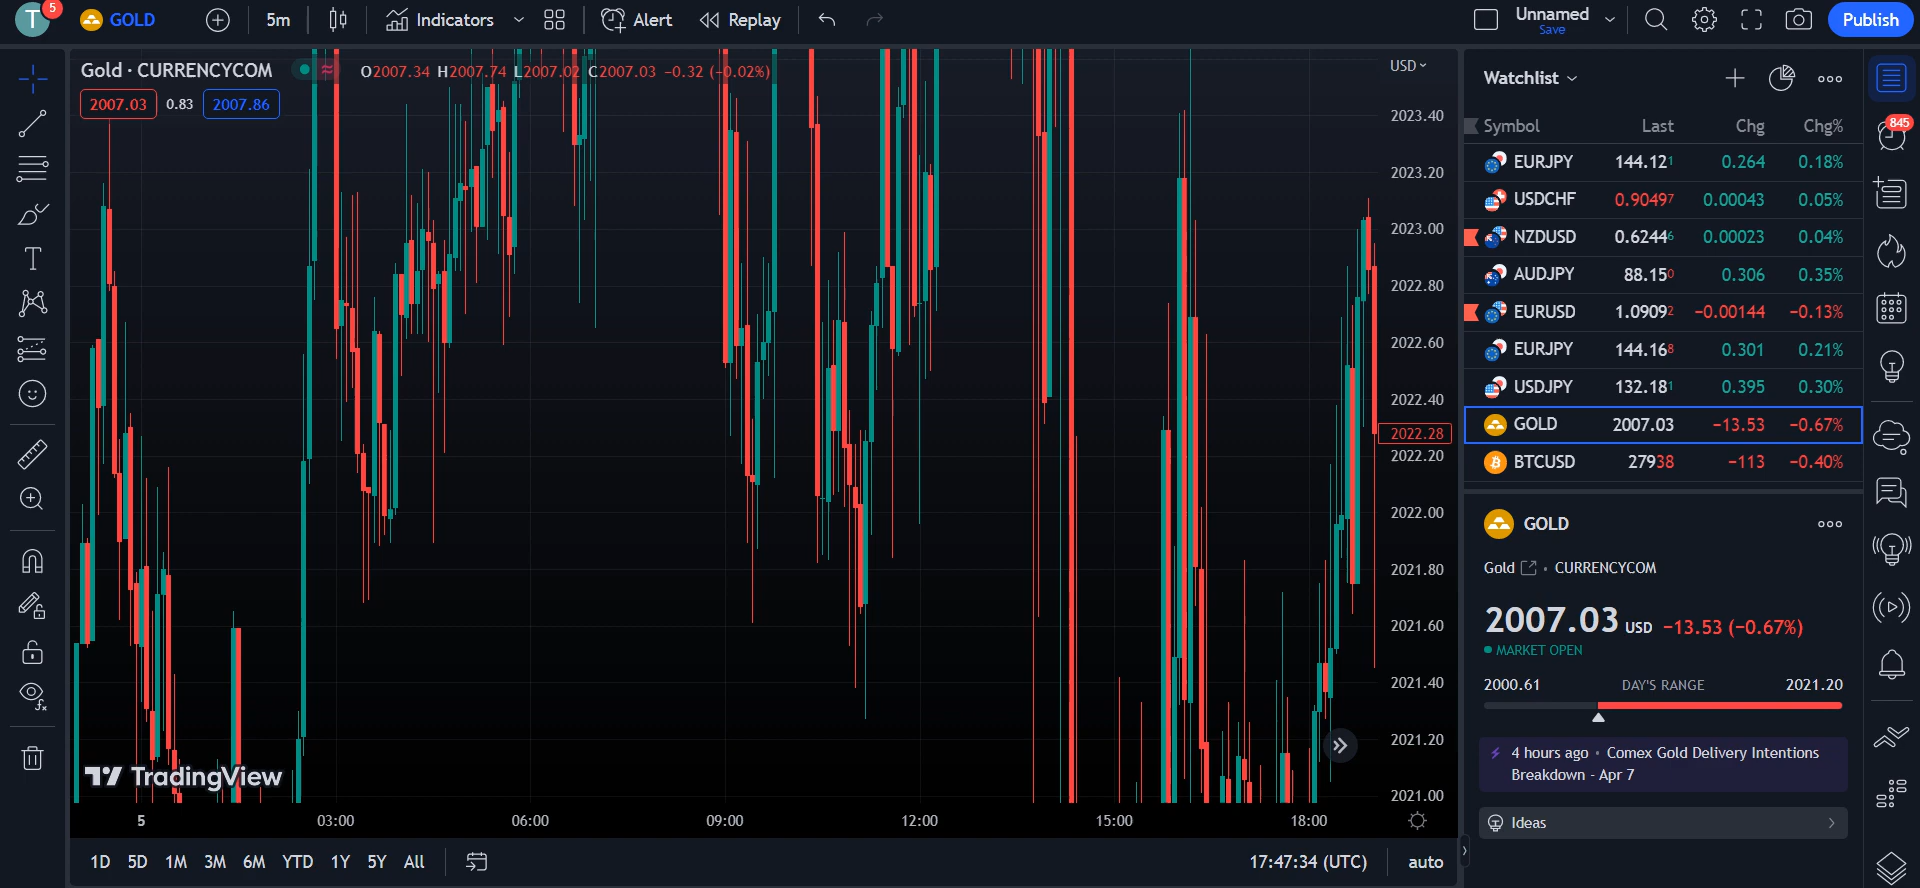 T 5 GOLD 5m Indicators Alert Replay Unnamed Save Publish
Gold · CURRENCYCOM O2007.34 H2007.74 L2007.02 C2007.03 −0.32 (−0.02%)
2007.03 0.83 2007.86
USD
2023.40
2023.20
2023.00
2022.80
2022.60
2022.40
2022.28
2022.20
2022.00
2021.80
2021.60
2021.40
2021.20
2021.00
TradingView
5 03:00 06:00 09:00 12:00 15:00 18:00
1D 5D 1M 3M 6M YTD 1Y 5Y All 17:47:34 (UTC) auto
Watchlist
Symbol Last Chg Chg%
EURJPY 144.121 0.264 0.18%
USDCHF 0.90497 0.00043 0.05%
NZDUSD 0.62446 0.00023 0.04%
AUDJPY 88.150 0.306 0.35%
EURUSD 1.09092 −0.00144 −0.13%
EURJPY 144.168 0.301 0.21%
USDJPY 132.181 0.395 0.30%
GOLD 2007.03 −13.53 −0.67%
BTCUSD 27938 −113 −0.40%
GOLD
Gold · CURRENCYCOM
2007.03 USD −13.53 (−0.67%)
MARKET OPEN
2000.61 DAY'S RANGE 2021.20
4 hours ago · Comex Gold Delivery Intentions
Breakdown - Apr 7
Ideas
845